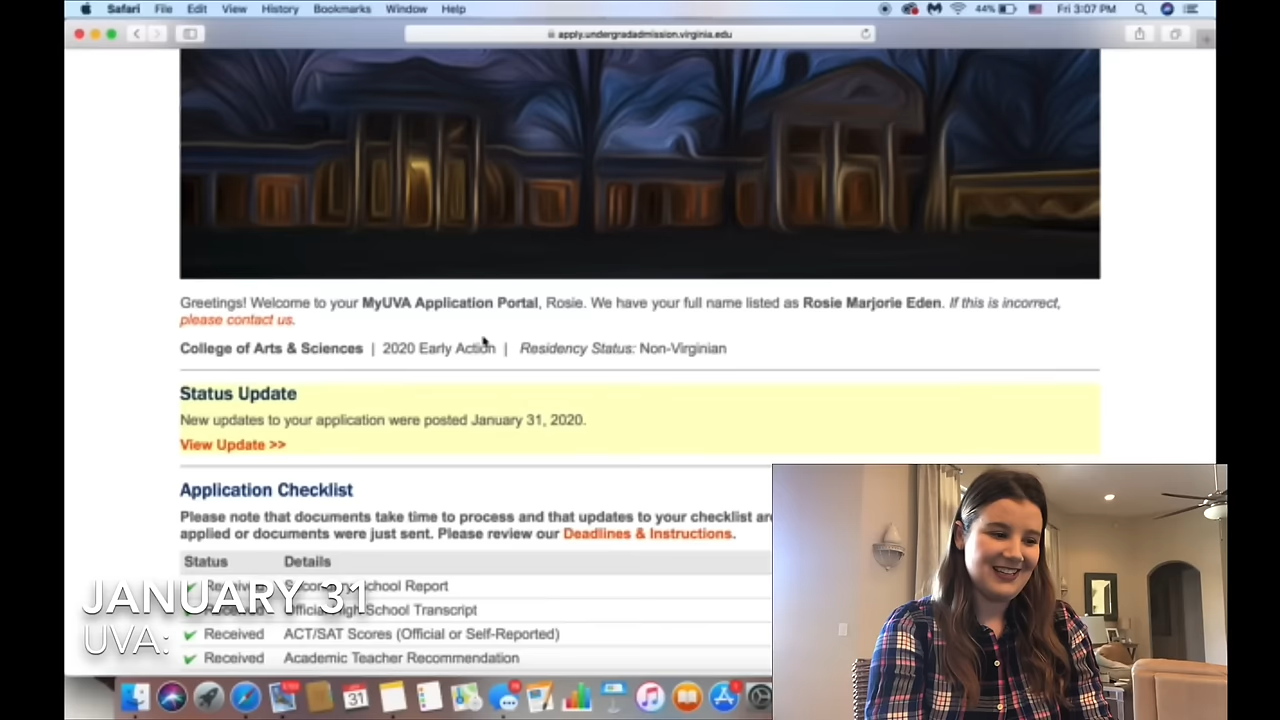 Safari File Edit View History Bookmarks Window Help 44% Fri 3:07 PM
apply.undergradadmission.virginia.edu
Greetings! Welcome to your MyUVA Application Portal, Rosie. We have your full name listed as Rosie Marjorie Eden. If this is incorrect,
please contact us.
College of Arts & Sciences | 2020 Early Action | Residency Status: Non-Virginian
Status Update
New updates to your application were posted January 31, 2020.
View Update >>
Application Checklist
Please note that documents take time to process and that updates to your checklist are
applied or documents were just sent. Please review our Deadlines & Instructions.
Status Details
Received Secondary School Report
JANUARY 31
Received Official High School Transcript
UVA:
Received ACT/SAT Scores (Official or Self-Reported)
Received Academic Teacher Recommendation
31